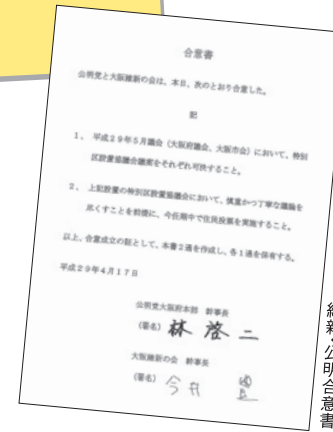 合意書
公明党と大阪維新の会は、本日、次のとおり合意した。
記
1、平成29年5月議会（大阪府議会、大阪市会）において、特別
区設置協議会議案をそれぞれ可決すること。
2、上記設置の特別区設置協議会において、慎重かつ丁寧な議論を
尽くすことを前提に、今任期中で住民投票を実施すること。
以上、合意成立の証として、本書2通を作成し、各1通を保有する。
平成29年4月17日
公明党大阪府本部 幹事長
（署名） 林 啓 二
大阪維新の会 幹事長
（署名） 今井
維新・公明合意書